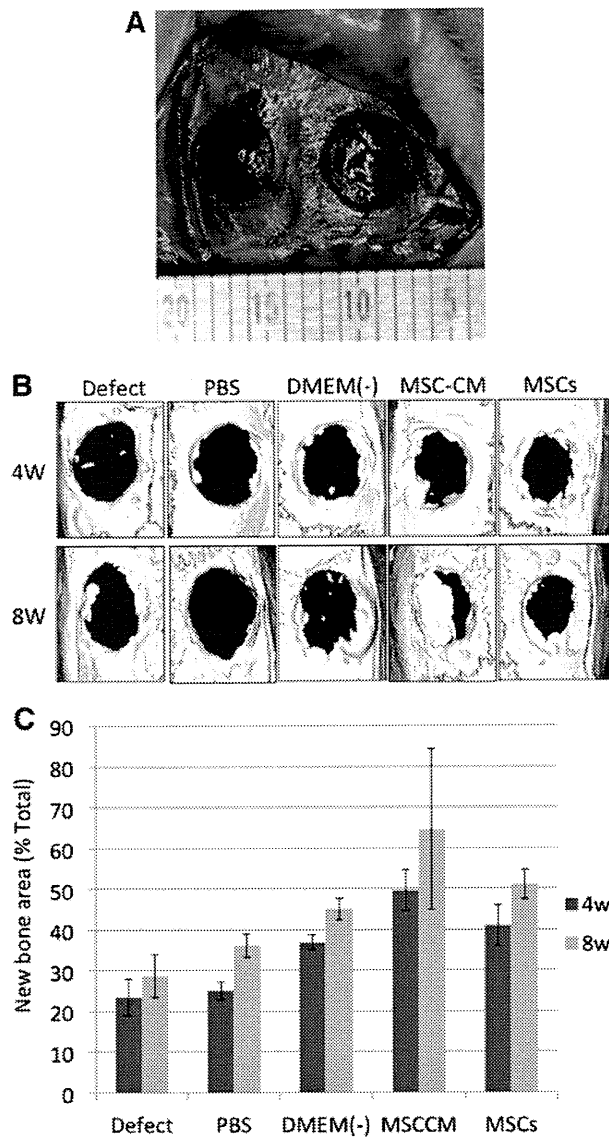 A
20 15 10 5
B
Defect PBS DMEM(-) MSC-CM MSCs
4W
8W
C
90
80
70
60
50
40
30
20
10
0
New bone area (% Total)
4w
8w
Defect PBS DMEM(-) MSCCM MSCs